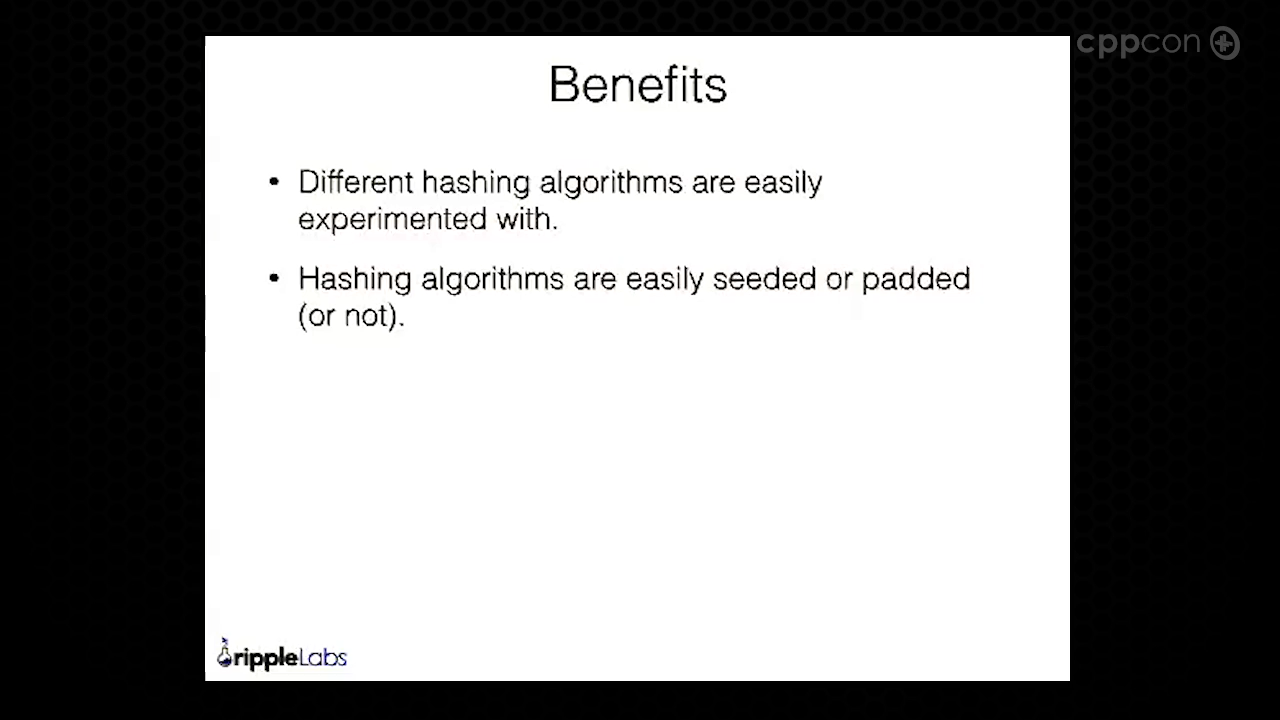 cppcon
Benefits
• Different hashing algorithms are easily
experimented with.
• Hashing algorithms are easily seeded or padded
(or not).
rippleLabs